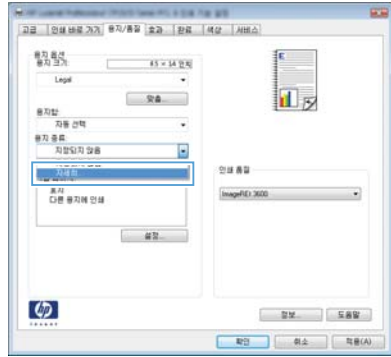 고급 인쇄 바로 가기 용지/품질 효과 완료 색상 서비스
용지 옵션
용지 크기: 8.5 × 14 인치
Legal
맞춤...
용지함:
자동 선택
용지 종류:
지정되지 않음
자세히...
표지
다른 용지에 인쇄
설정...
인쇄 품질
ImageREt 3600
invent
정보... 도움말
확인 취소 적용(A)